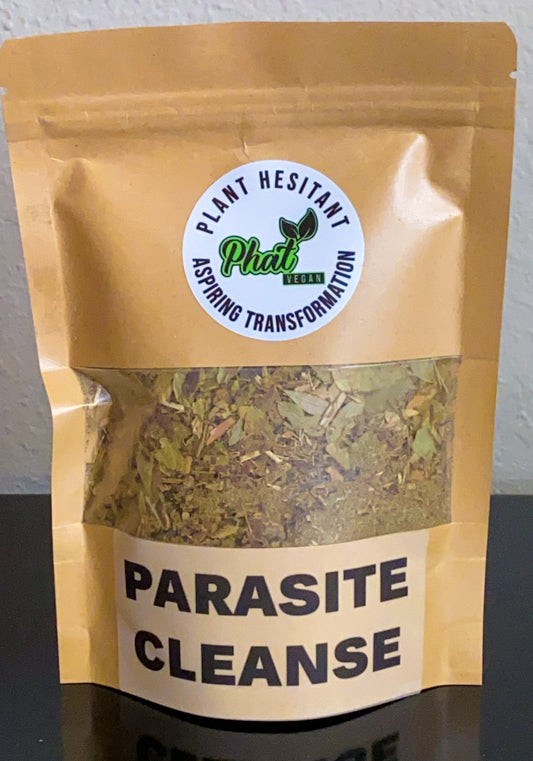 PLANT HESITANT
Phat
VEGAN
ASPIRING TRANSFORMATION
PARASITE
CLEANSE